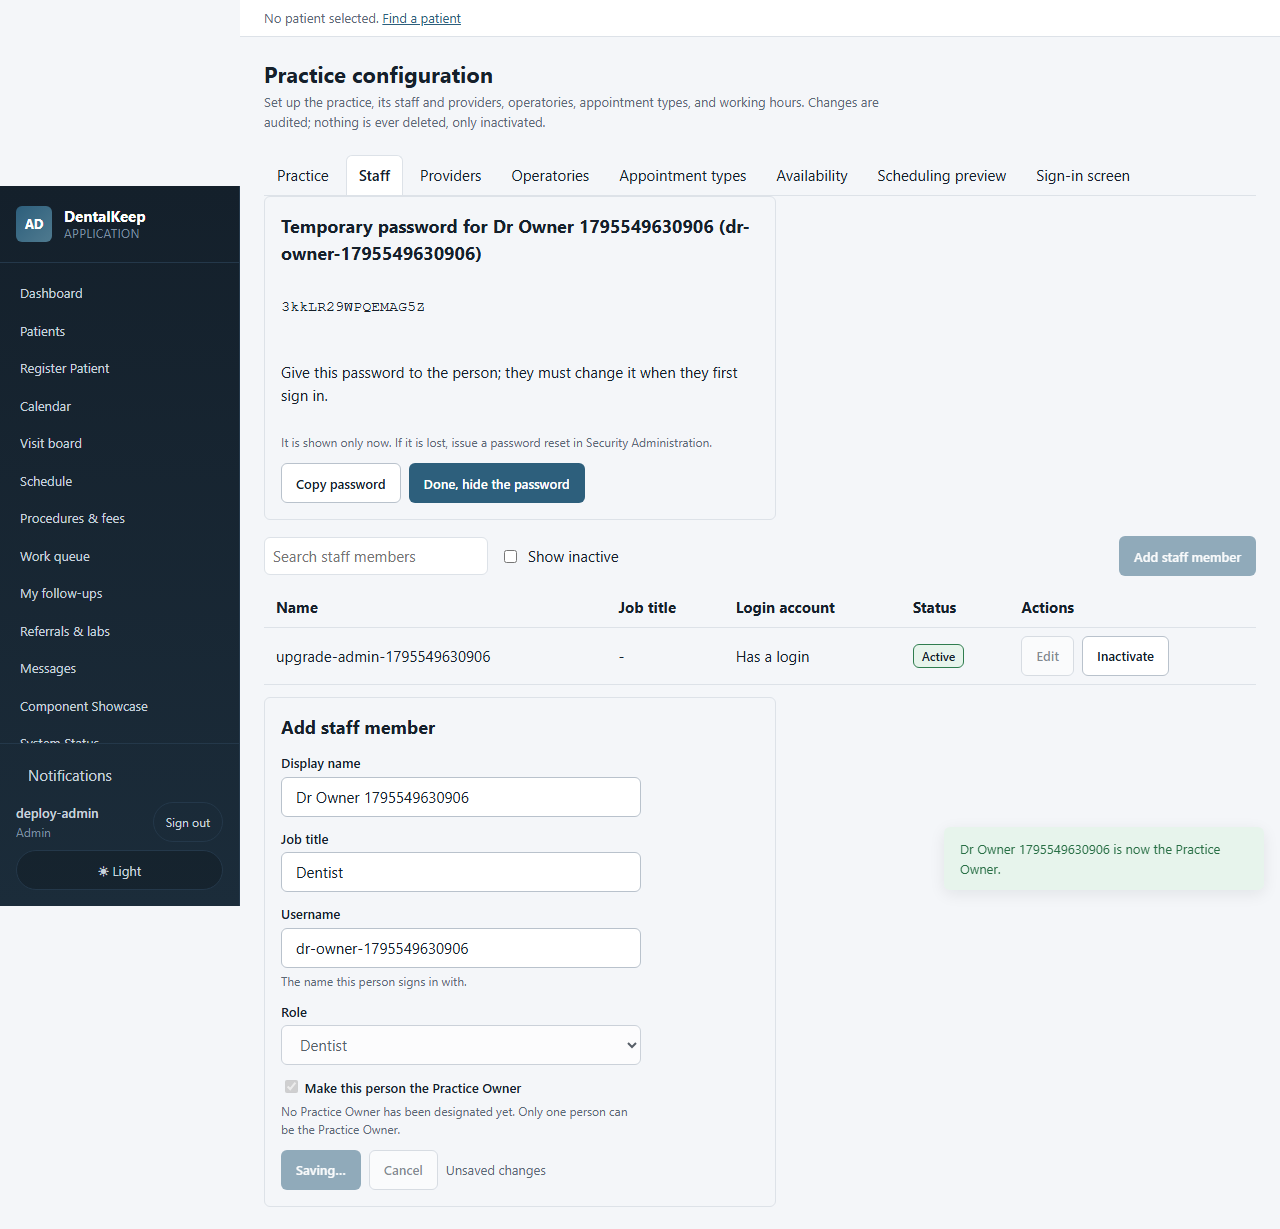 No patient selected. Find a patient
Practice configuration
Set up the practice, its staff and providers, operatories, appointment types, and working hours. Changes are
audited; nothing is ever deleted, only inactivated.
Practice
Staff
Providers
Operatories
Appointment types
Availability
Scheduling preview
Sign-in screen
AD
DentalKeep
APPLICATION
Dashboard
Patients
Register Patient
Calendar
Visit board
Schedule
Procedures & fees
Work queue
My follow-ups
Referrals & labs
Messages
Component Showcase
System Status
Notifications
deploy-admin
Admin
Sign out
☀ Light
Temporary password for Dr Owner 1795549630906 (dr-
owner-1795549630906)
3kkLR29WPQEMAG5Z
Give this password to the person; they must change it when they first
sign in.
It is shown only now. If it is lost, issue a password reset in Security Administration.
Copy password
Done, hide the password
Search staff members
Show inactive
Add staff member
Name
Job title
Login account
Status
Actions
upgrade-admin-1795549630906
-
Has a login
Active
Edit
Inactivate
Add staff member
Display name
Dr Owner 1795549630906
Job title
Dentist
Username
dr-owner-1795549630906
The name this person signs in with.
Role
Dentist
Make this person the Practice Owner
No Practice Owner has been designated yet. Only one person can
be the Practice Owner.
Saving...
Cancel
Unsaved changes
Dr Owner 1795549630906 is now the Practice
Owner.